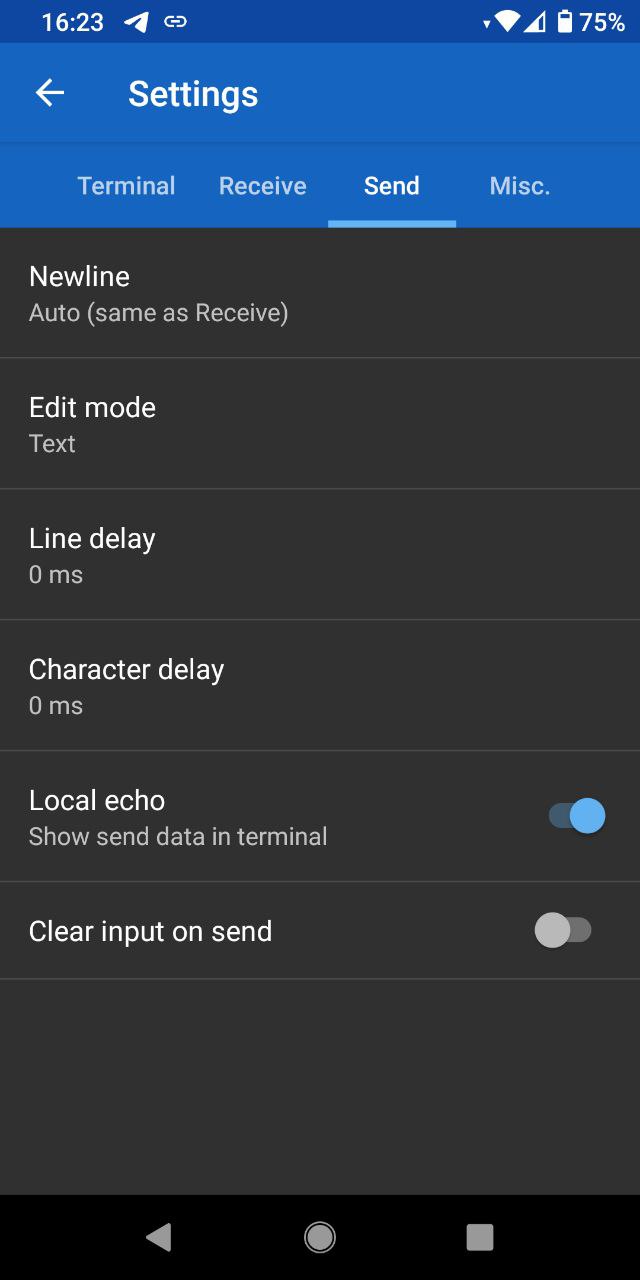 16:23
75%
Settings
Terminal Receive Send Misc.
Newline
Auto (same as Receive)
Edit mode
Text
Line delay
0 ms
Character delay
0 ms
Local echo
Show send data in terminal
Clear input on send